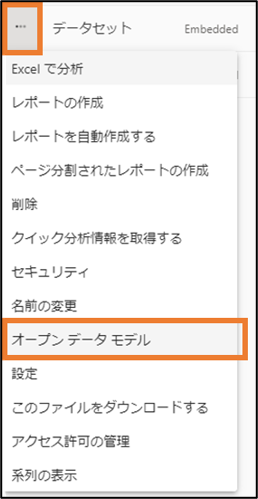 … データセット Embedded
Excel で分析
レポートの作成
レポートを自動作成する
ページ分割されたレポートの作成
削除
クイック分析情報を取得する
セキュリティ
名前の変更
オープン データ モデル
設定
このファイルをダウンロードする
アクセス許可の管理
系列の表示